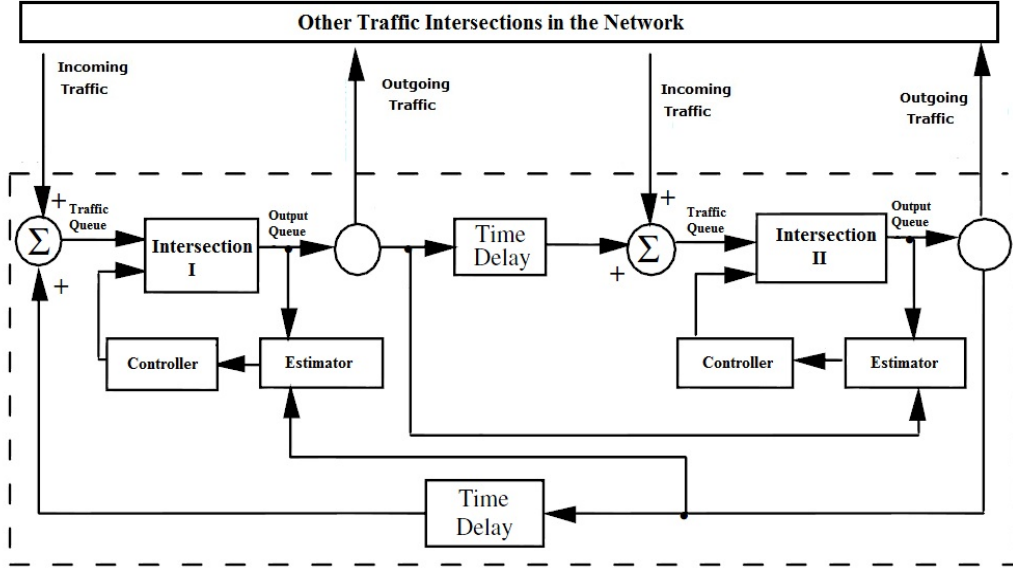 Other Traffic Intersections in the Network
Incoming
Traffic
Outgoing
Traffic
Incoming
Traffic
Outgoing
Traffic
+
Traffic
Queue
Σ
+
Intersection
I
Output
Queue
Time
Delay
+
Σ
+
Traffic
Queue
Intersection
II
Output
Queue
Controller
Estimator
Controller
Estimator
Time
Delay